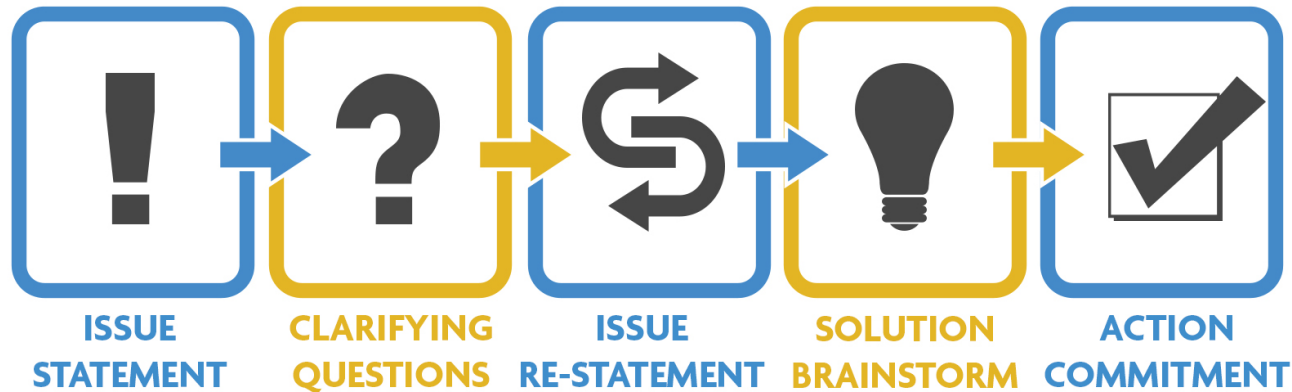 ISSUE
STATEMENT
CLARIFYING
QUESTIONS
ISSUE
RE-STATEMENT
SOLUTION
BRAINSTORM
ACTION
COMMITMENT